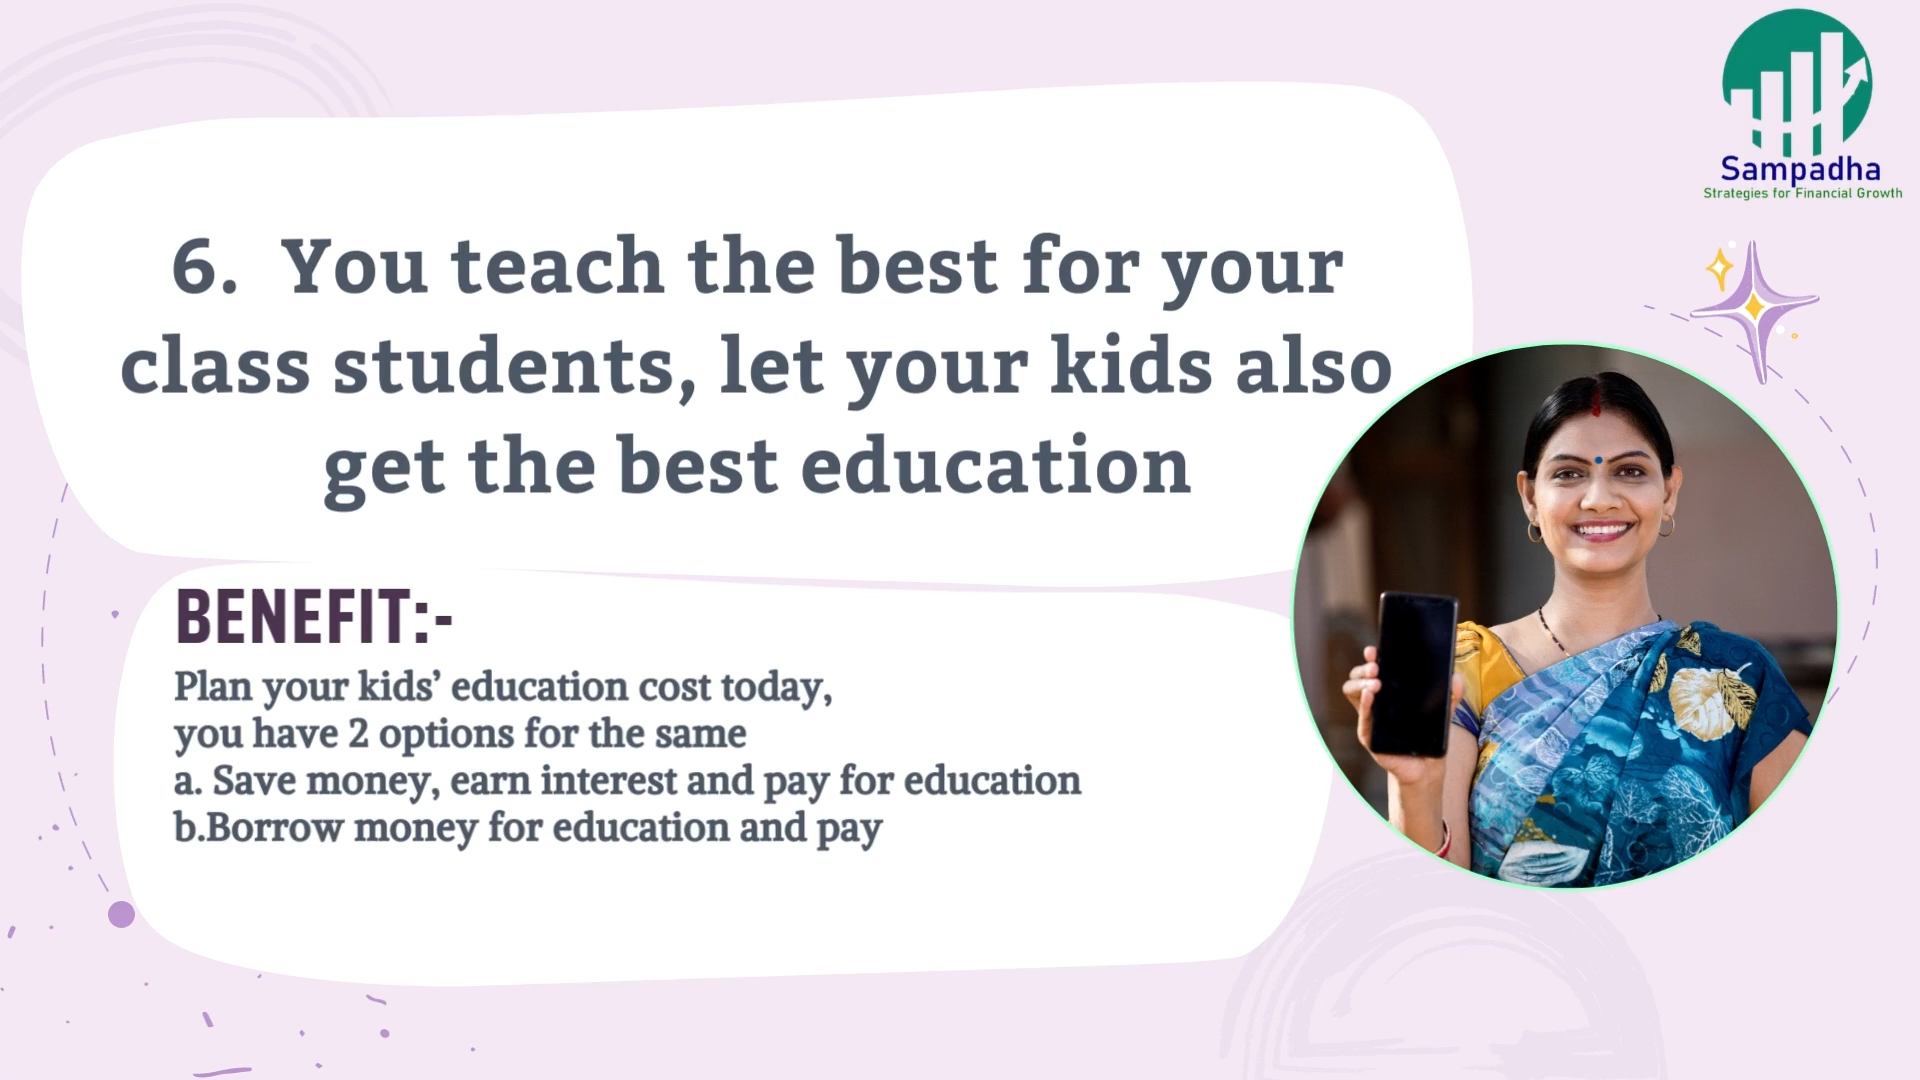 Sampadha
Strategies for Financial Growth
6. You teach the best for your
class students, let your kids also
get the best education
BENEFIT:-
Plan your kids’ education cost today,
you have 2 options for the same
a. Save money, earn interest and pay for education
b.Borrow money for education and pay